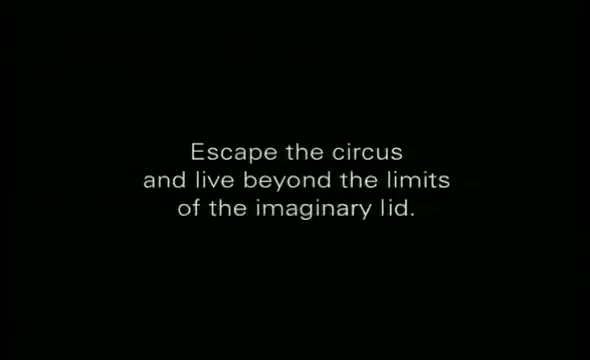 Escape the circus
and live beyond the limits
of the imaginary lid.